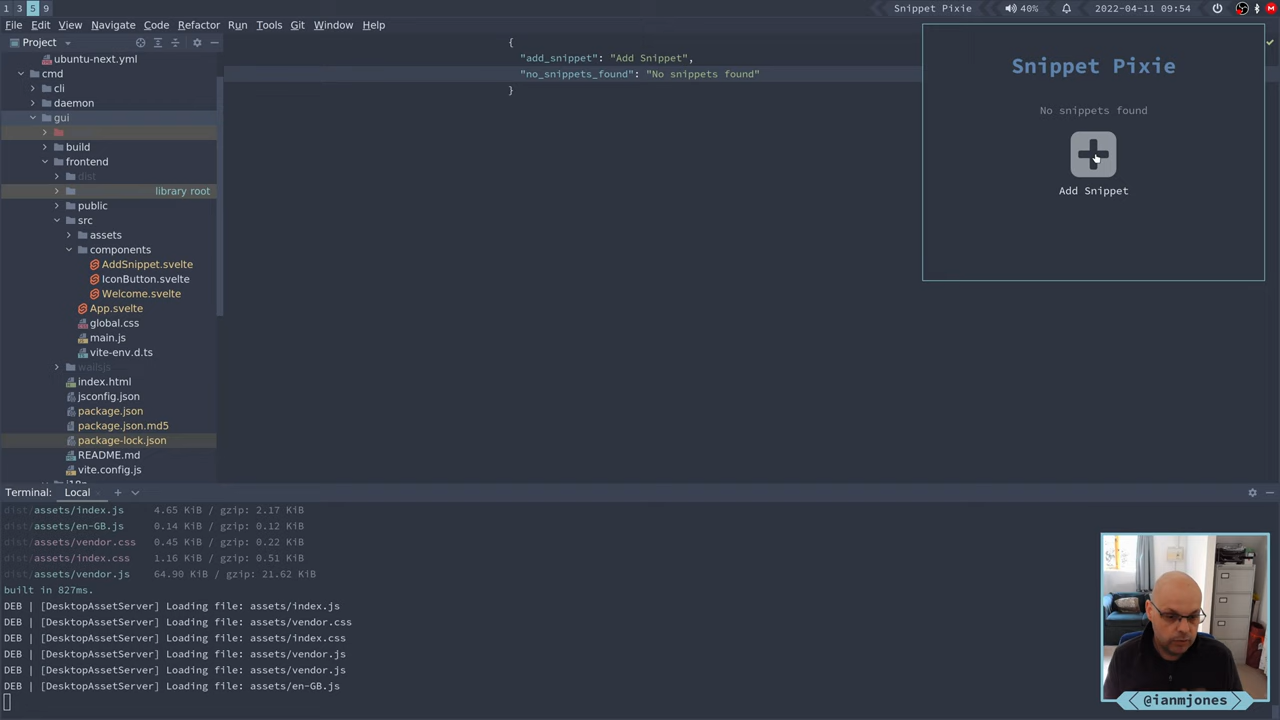 1 3 5 9
Snippet Pixie
40%
2022-04-11 09:54
M
File Edit View Navigate Code Refactor Run Tools Git Window Help
Project
ubuntu-next.yml
cmd
cli
daemon
gui
build
frontend
dist
library root
public
src
assets
components
AddSnippet.svelte
IconButton.svelte
Welcome.svelte
App.svelte
global.css
main.js
vite-env.d.ts
wailsjs
index.html
jsconfig.json
package.json
package.json.md5
package-lock.json
README.md
vite.config.js
{
"add_snippet": "Add Snippet",
"no_snippets_found": "No snippets found"
}
Snippet Pixie
No snippets found
Add Snippet
Terminal: Local
dist/assets/index.js 4.65 KiB / gzip: 2.17 KiB
dist/assets/en-GB.js 0.14 KiB / gzip: 0.12 KiB
dist/assets/vendor.css 0.45 KiB / gzip: 0.22 KiB
dist/assets/index.css 1.16 KiB / gzip: 0.51 KiB
dist/assets/vendor.js 64.90 KiB / gzip: 21.62 KiB
built in 827ms.
DEB | [DesktopAssetServer] Loading file: assets/index.js
DEB | [DesktopAssetServer] Loading file: assets/vendor.css
DEB | [DesktopAssetServer] Loading file: assets/index.css
DEB | [DesktopAssetServer] Loading file: assets/vendor.js
DEB | [DesktopAssetServer] Loading file: assets/vendor.js
DEB | [DesktopAssetServer] Loading file: assets/en-GB.js
@ianmjones